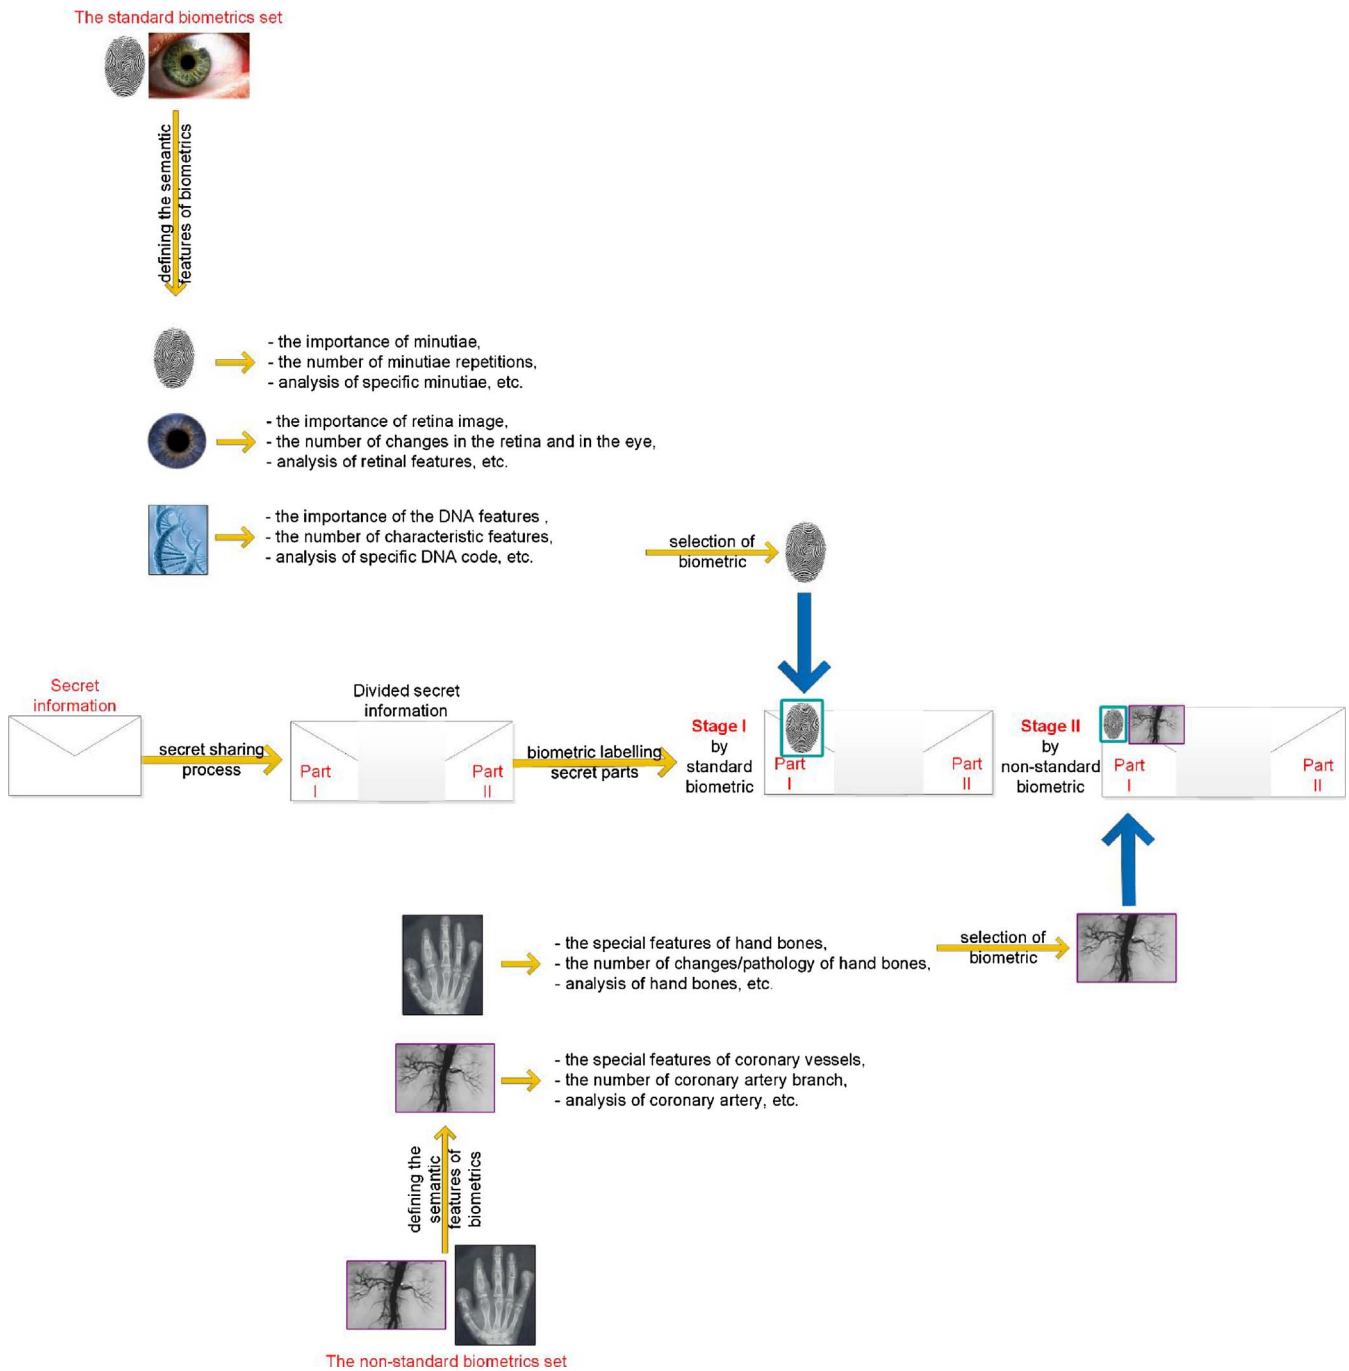 The standard biometrics set
defining the semantic
features of biometrics
- the importance of minutiae,
- the number of minutiae repetitions,
- analysis of specific minutiae, etc.
- the importance of retina image,
- the number of changes in the retina and in the eye,
- analysis of retinal features, etc.
- the importance of the DNA features ,
- the number of characteristic features,
- analysis of specific DNA code, etc.
selection of
biometric
Secret
information
secret sharing
process
Divided secret
information
Part
I
Part
II
biometric labelling
secret parts
Stage I
by
standard
biometric
Part
I
Part
II
Stage II
by
non-standard
biometric
Part
I
Part
II
- the special features of hand bones,
- the number of changes/pathology of hand bones,
- analysis of hand bones, etc.
selection of
biometric
- the special features of coronary vessels,
- the number of coronary artery branch,
- analysis of coronary artery, etc.
defining the
semantic
features of
biometrics
The non-standard biometrics set